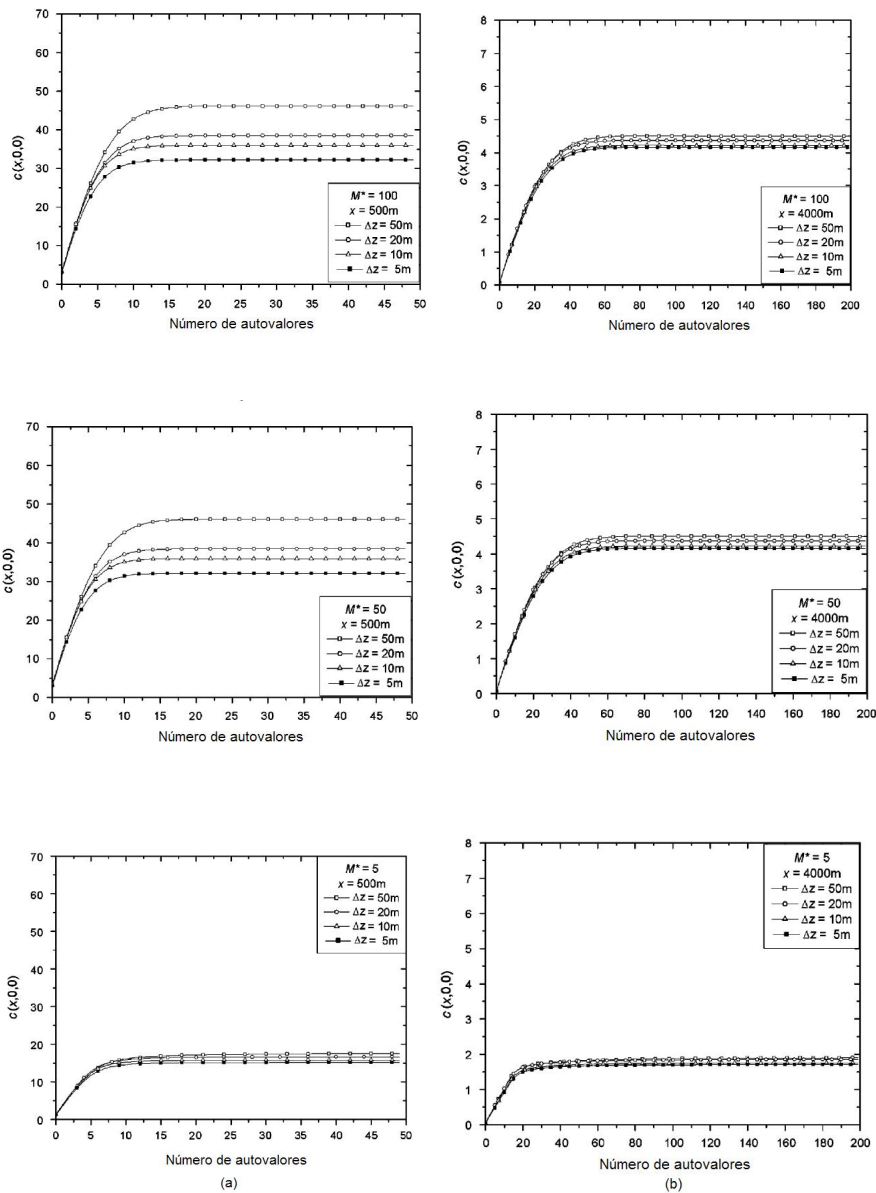 70
60
50
40
30
20
10
0
c(x,0,0)
M* = 100
x = 500m
Δz = 50m
Δz = 20m
Δz = 10m
Δz = 5m
0 5 10 15 20 25 30 35 40 45 50
Número de autovalores
8
7
6
5
4
3
2
1
0
c(x,0,0)
M* = 100
x = 4000m
Δz = 50m
Δz = 20m
Δz = 10m
Δz = 5m
0 20 40 60 80 100 120 140 160 180 200
Número de autovalores
70
60
50
40
30
20
10
0
c(x,0,0)
M* = 50
x = 500m
Δz = 50m
Δz = 20m
Δz = 10m
Δz = 5m
0 5 10 15 20 25 30 35 40 45 50
Número de autovalores
8
7
6
5
4
3
2
1
0
c(x,0,0)
M* = 50
x = 4000m
Δz = 50m
Δz = 20m
Δz = 10m
Δz = 5m
0 20 40 60 80 100 120 140 160 180 200
Número de autovalores
70
60
50
40
30
20
10
0
c(x,0,0)
M* = 5
x = 500m
Δz = 50m
Δz = 20m
Δz = 10m
Δz = 5m
0 5 10 15 20 25 30 35 40 45 50
Número de autovalores
(a)
8
7
6
5
4
3
2
1
0
c(x,0,0)
M* = 5
x = 4000m
Δz = 50m
Δz = 20m
Δz = 10m
Δz = 5m
0 20 40 60 80 100 120 140 160 180 200
Número de autovalores
(b)